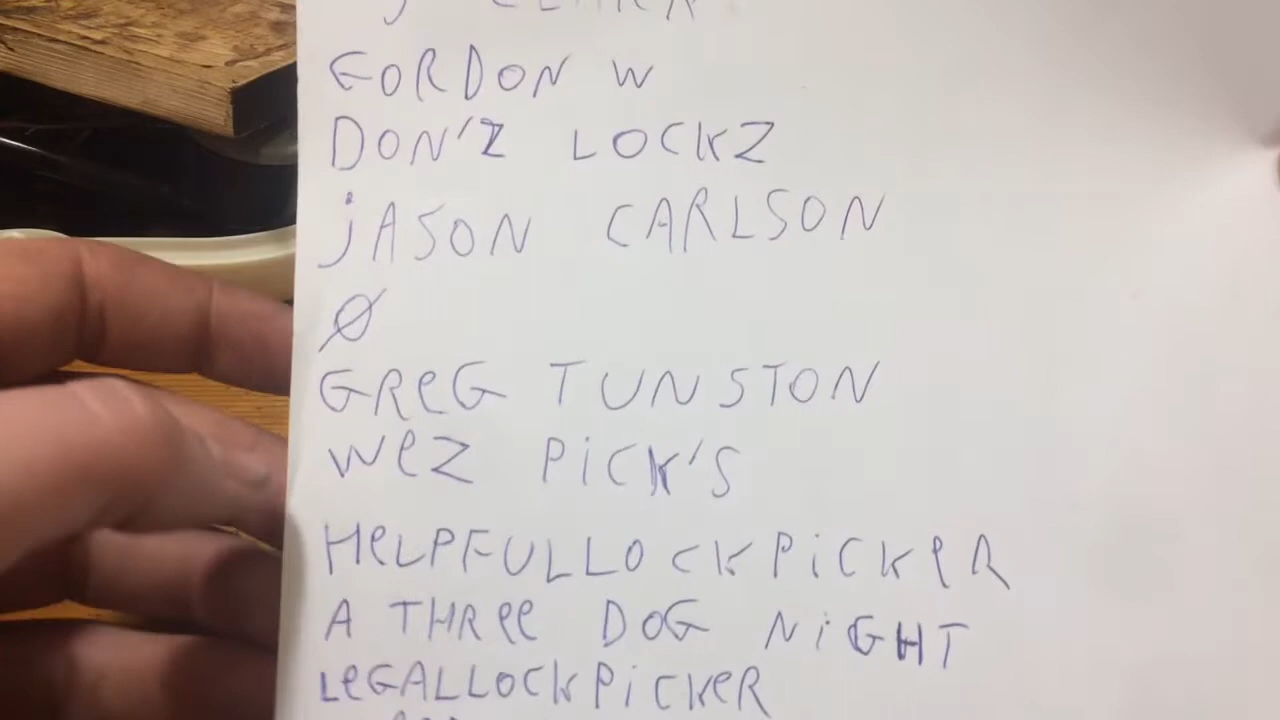 GORDON W
DON'Z LOCKZ
jASON CARLSON
Ø
GReG TUNSTON
WeZ PiCK'S
HeLPFULLOCKPiCKeR
A THRee DOG NiGHT
LeGALLOCKPiCKeR